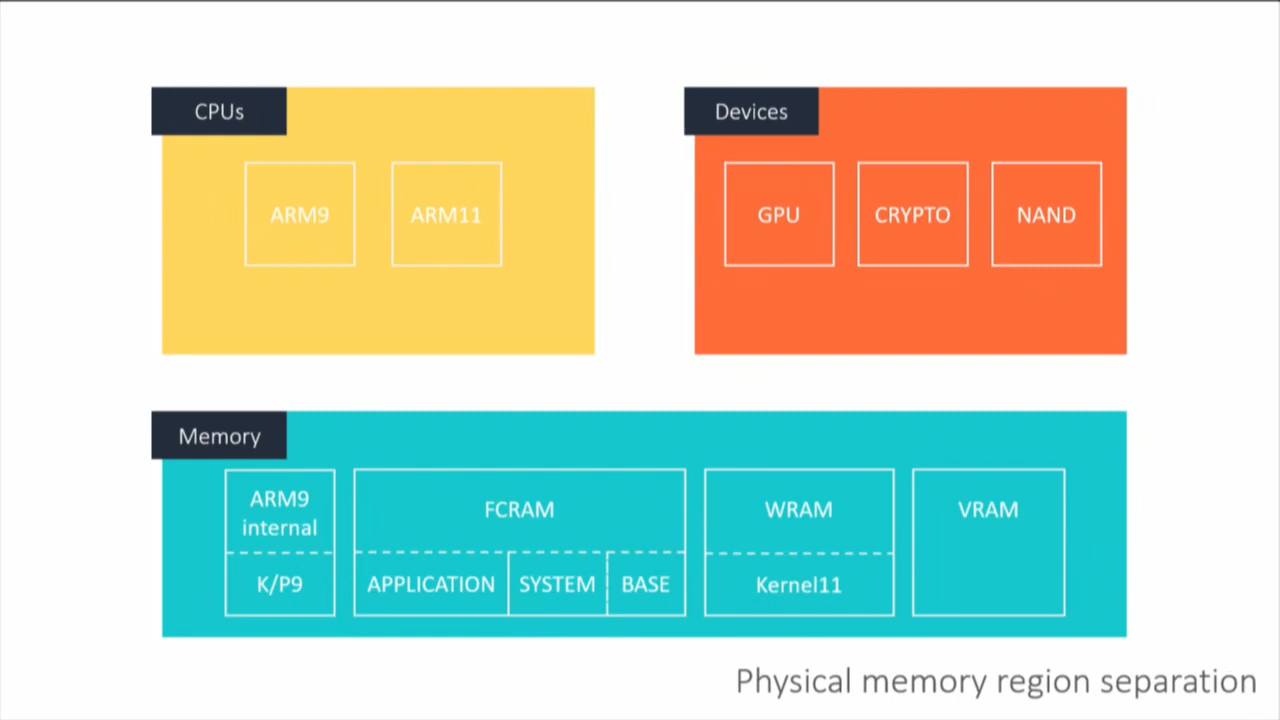 CPUs
ARM9
ARM11
Devices
GPU
CRYPTO
NAND
Memory
ARM9
internal
K/P9
FCRAM
APPLICATION
SYSTEM
BASE
WRAM
Kernel11
VRAM
Physical memory region separation